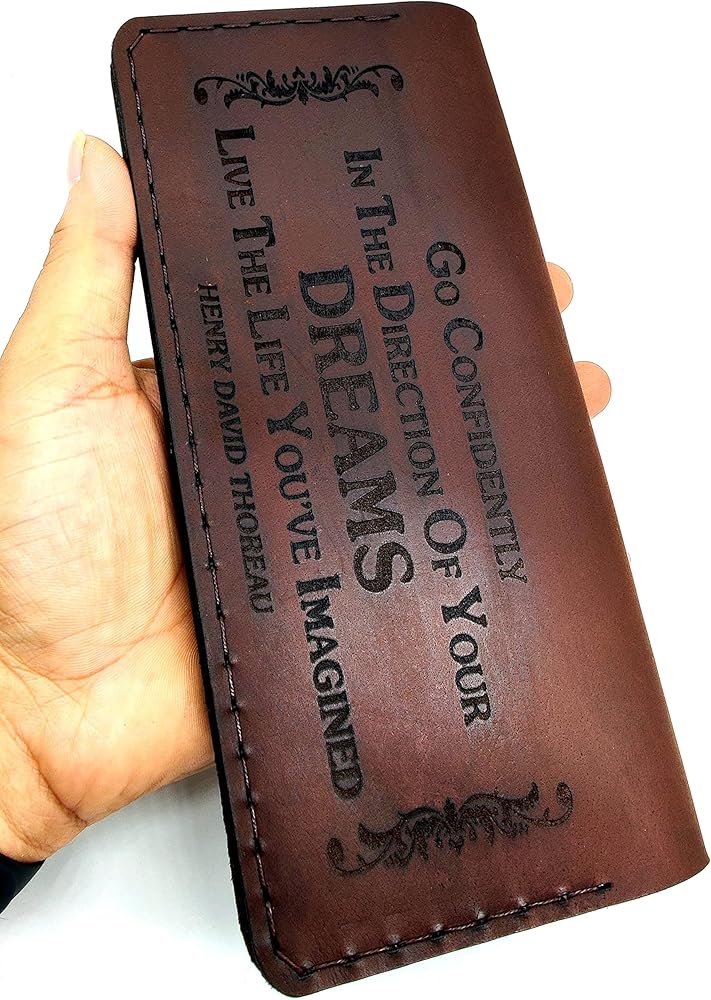 Go Confidently
In The Direction Of Your
DREAMS
Live The Life You've Imagined
HENRY DAVID THOREAU